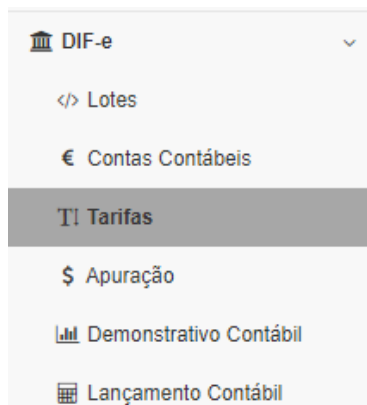 DIF-e
Lotes
Contas Contábeis
Tarifas
Apuração
Demonstrativo Contábil
Lançamento Contábil